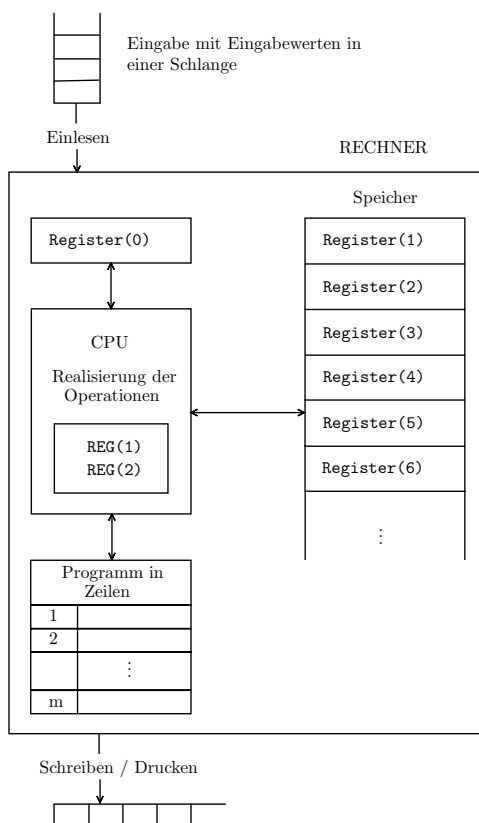 Eingabe mit Eingabewerten in
einer Schlange
Einlesen
RECHNER
Speicher
Register(0)
Register(1)
Register(2)
Register(3)
Register(4)
Register(5)
Register(6)
⋮
CPU
Realisierung der
Operationen
REG(1)
REG(2)
Programm in
Zeilen
1
2
⋮
m
Schreiben / Drucken